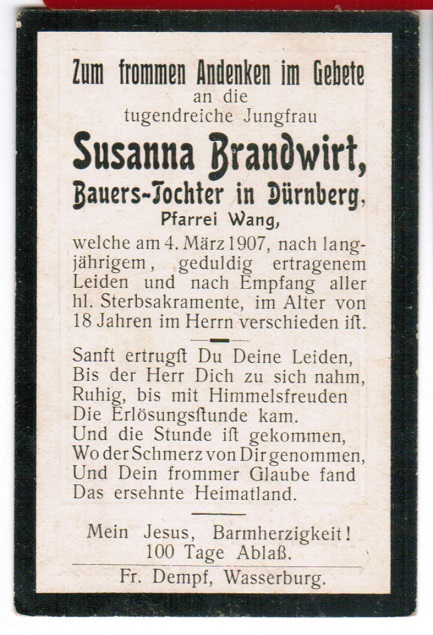 Zum frommen Andenken im Gebete
an die
tugendreiche Jungfrau
Susanna Brandwirt,
Bauers-Tochter in Dürnberg,
Pfarrei Wang,
welche am 4. März 1907, nach lang-
jährigem, geduldig ertragenem
Leiden und nach Empfang aller
hl. Sterbsakramente, im Alter von
18 Jahren im Herrn verschieden ist.
Sanft ertrugst Du Deine Leiden,
Bis der Herr Dich zu sich nahm,
Ruhig, bis mit Himmelsfreuden
Die Erlösungsstunde kam.
Und die Stunde ist gekommen,
Wo der Schmerz von Dir genommen,
Und Dein frommer Glaube fand
Das ersehnte Heimatland.
Mein Jesus, Barmherzigkeit!
100 Tage Ablaß.
Fr. Dempf, Wasserburg.